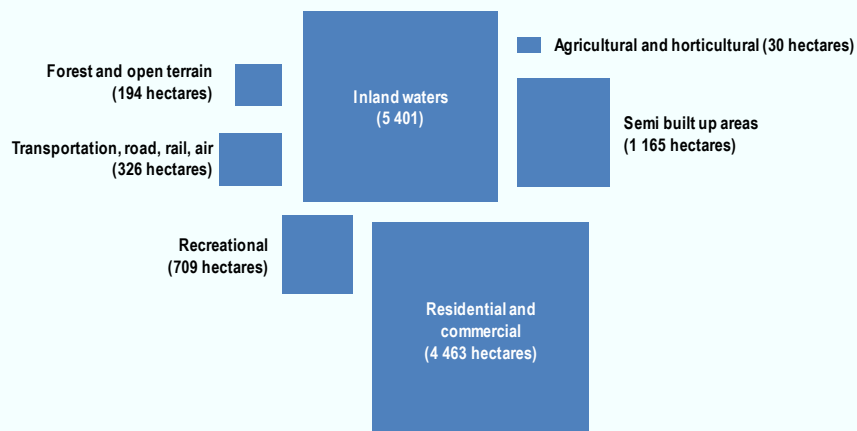 Agricultural and horticultural (30 hectares)
Forest and open terrain
(194 hectares)
Inland waters
(5 401)
Semi built up areas
(1 165 hectares)
Transportation, road, rail, air
(326 hectares)
Recreational
(709 hectares)
Residential and
commercial
(4 463 hectares)